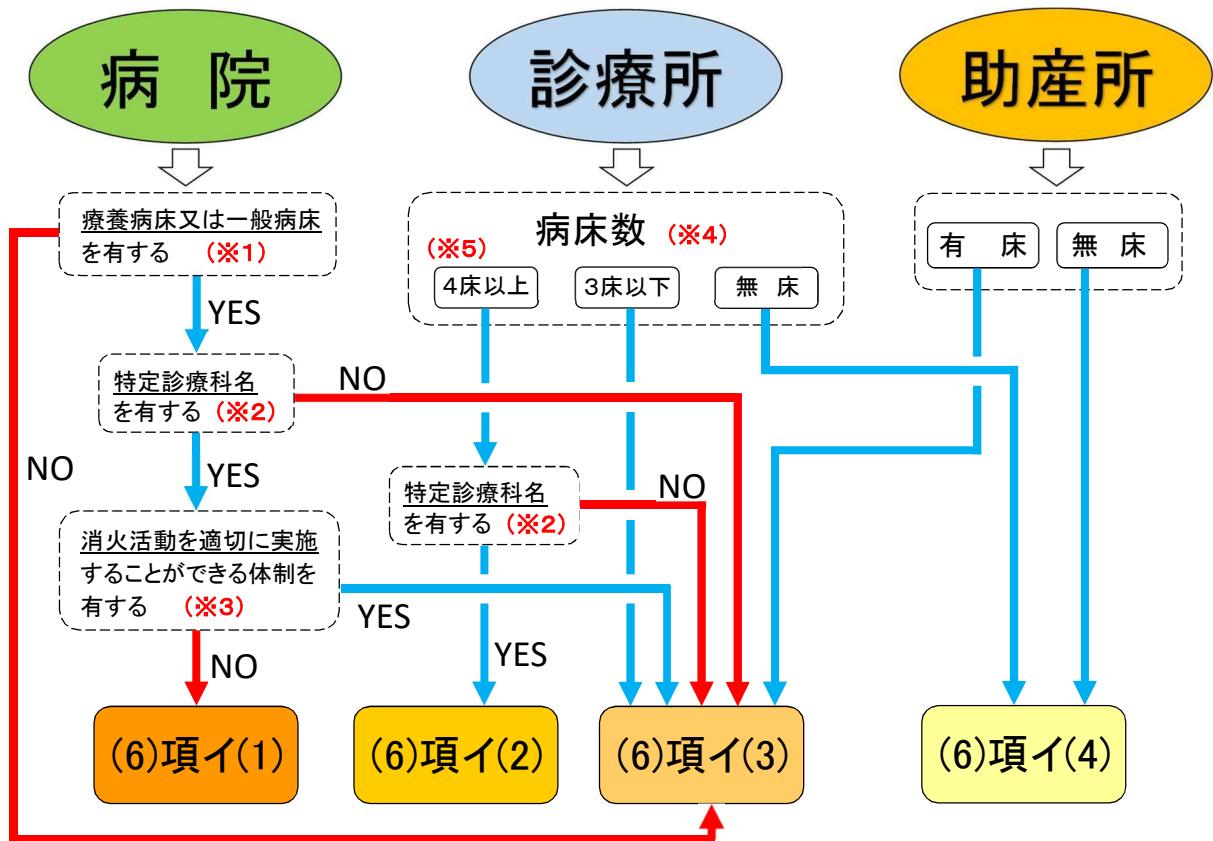 病 院
診療所
助産所
療養病床又は一般病床
を有する (※1)
病床数 (※4)
(※5)
4床以上
3床以下
無 床
有 床
無 床
YES
特定診療科名
を有する (※2)
NO
NO
YES
特定診療科名
を有する (※2)
NO
消火活動を適切に実施
することができる体制を
有する (※3)
YES
NO
YES
(6)項イ(1)
(6)項イ(2)
(6)項イ(3)
(6)項イ(4)